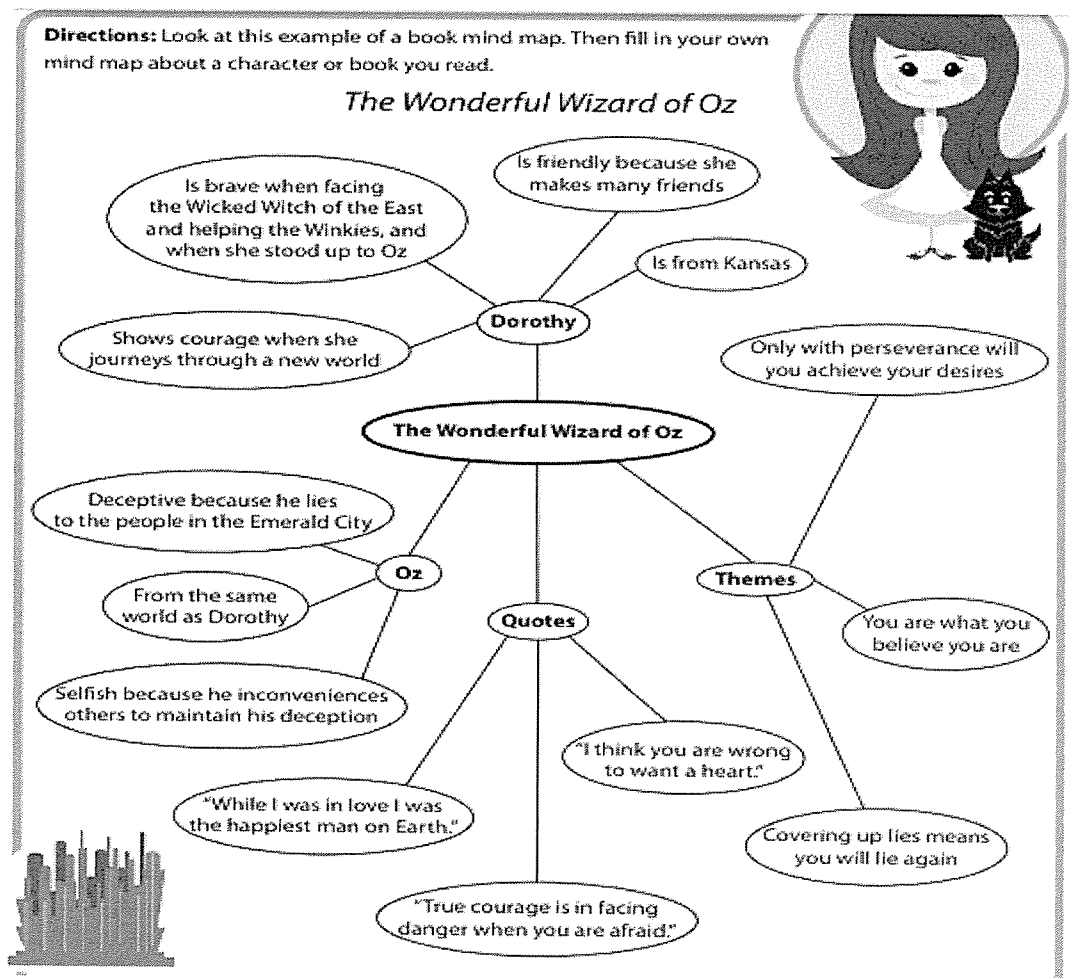 Directions: Look at this example of a book mind map. Then fill in your own
mind map about a character or book you read.
The Wonderful Wizard of Oz
Is friendly because she
makes many friends
Is brave when facing
the Wicked Witch of the East
and helping the Winkies, and
when she stood up to Oz
Is from Kansas
Dorothy
Shows courage when she
journeys through a new world
Only with perseverance will
you achieve your desires
The Wonderful Wizard of Oz
Deceptive because he lies
to the people in the Emerald City
Oz
Themes
From the same
world as Dorothy
Quotes
You are what you
believe you are
Selfish because he inconveniences
others to maintain his deception
"I think you are wrong
to want a heart."
"While I was in love I was
the happiest man on Earth."
Covering up lies means
you will lie again
"True courage is in facing
danger when you are afraid."